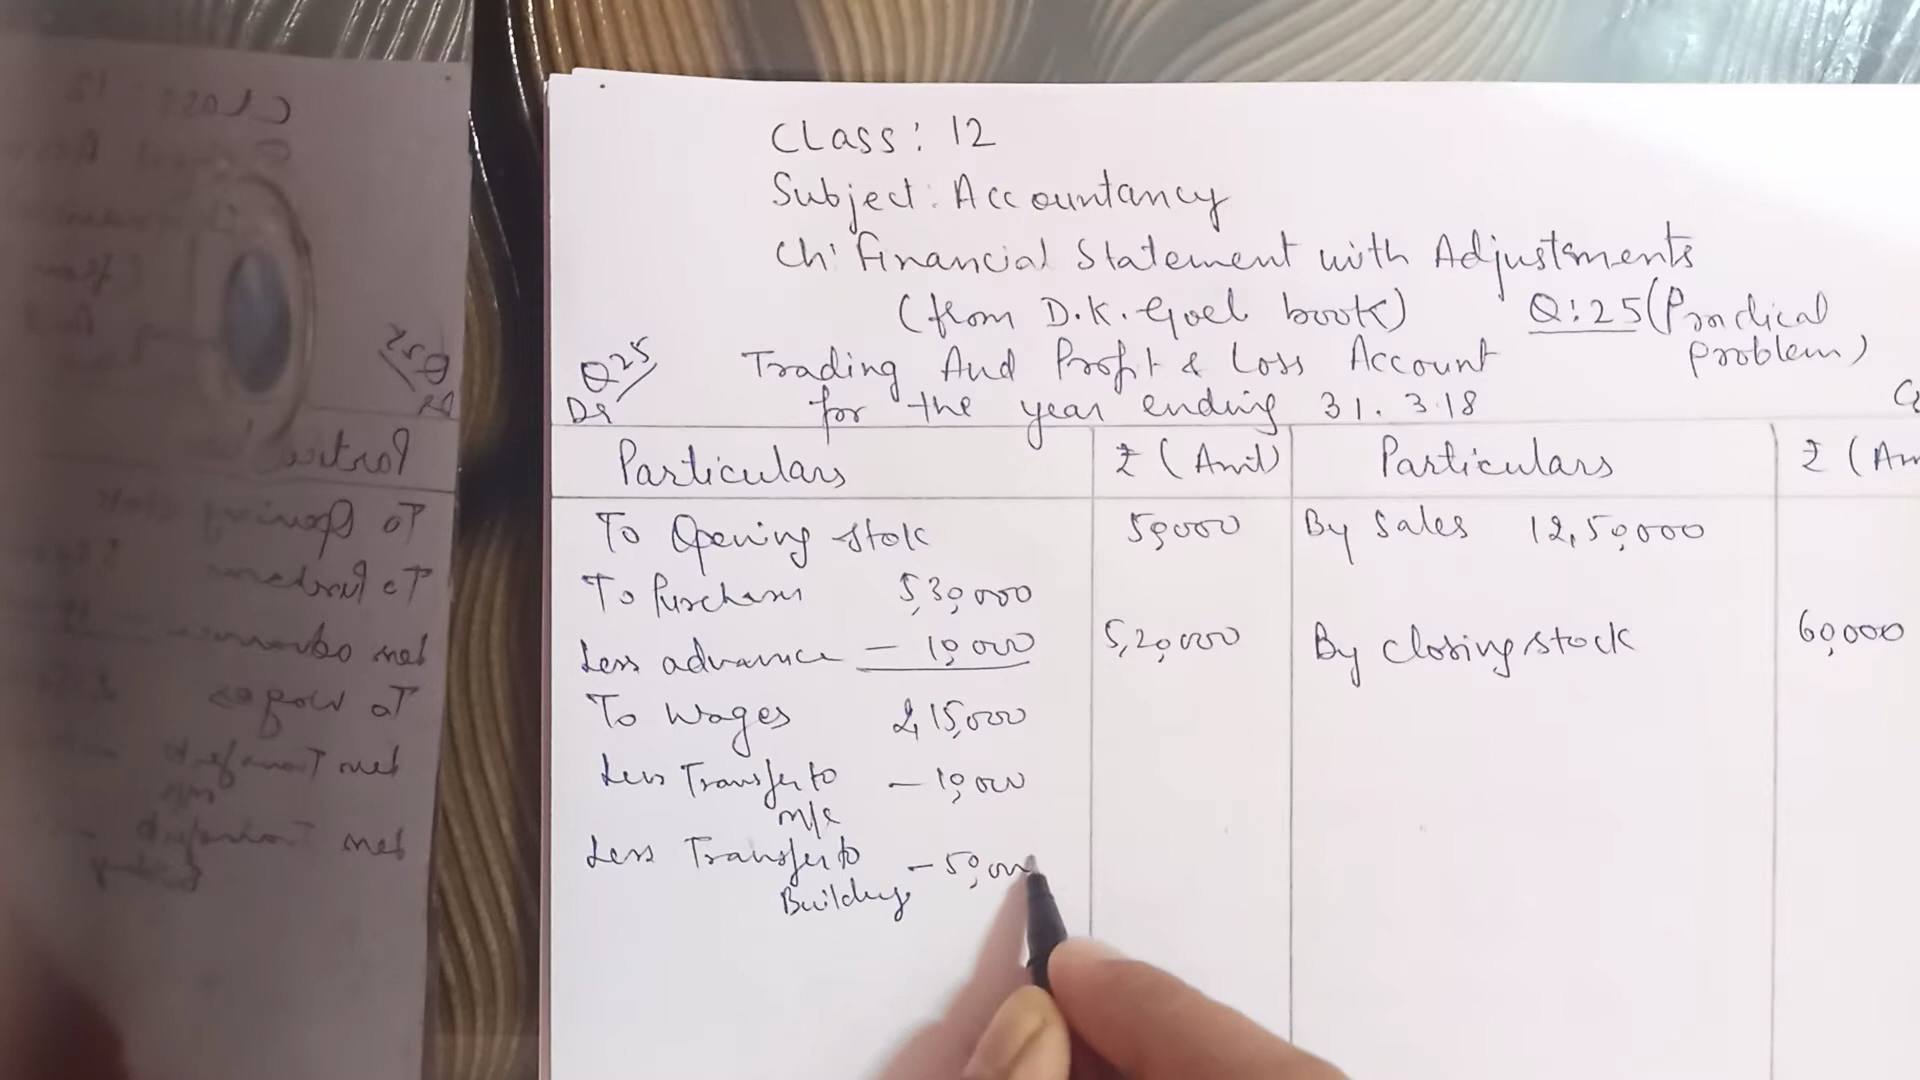 Class: 12
Subject: Accountancy
Ch: Financial Statement with Adjustments
(from D.K. Goel book) Q:25 (Practical Problem)
Q25 Trading And Profit & Loss Account
Dr for the year ending 31.3.18
Particulars ₹ (Amt) Particulars ₹ (Am
To Opening stok 50,000 By Sales 12,50,000
To Purchases 5,30,000
Less advance - 10,000 5,20,000 By closing stock 60,000
To Wages 2,15,000
Less Transfer to - 10,000
m/c
Less Transfer to - 50,000
Building